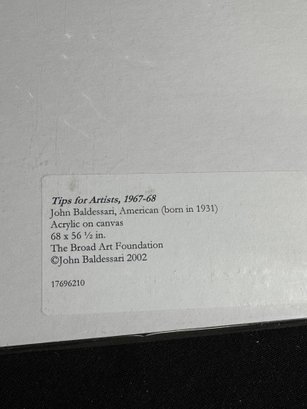 Tips for Artists, 1967-68
John Baldessari, American (born in 1931)
Acrylic on canvas
68 x 56 ½ in.
The Broad Art Foundation
©John Baldessari 2002
17696210